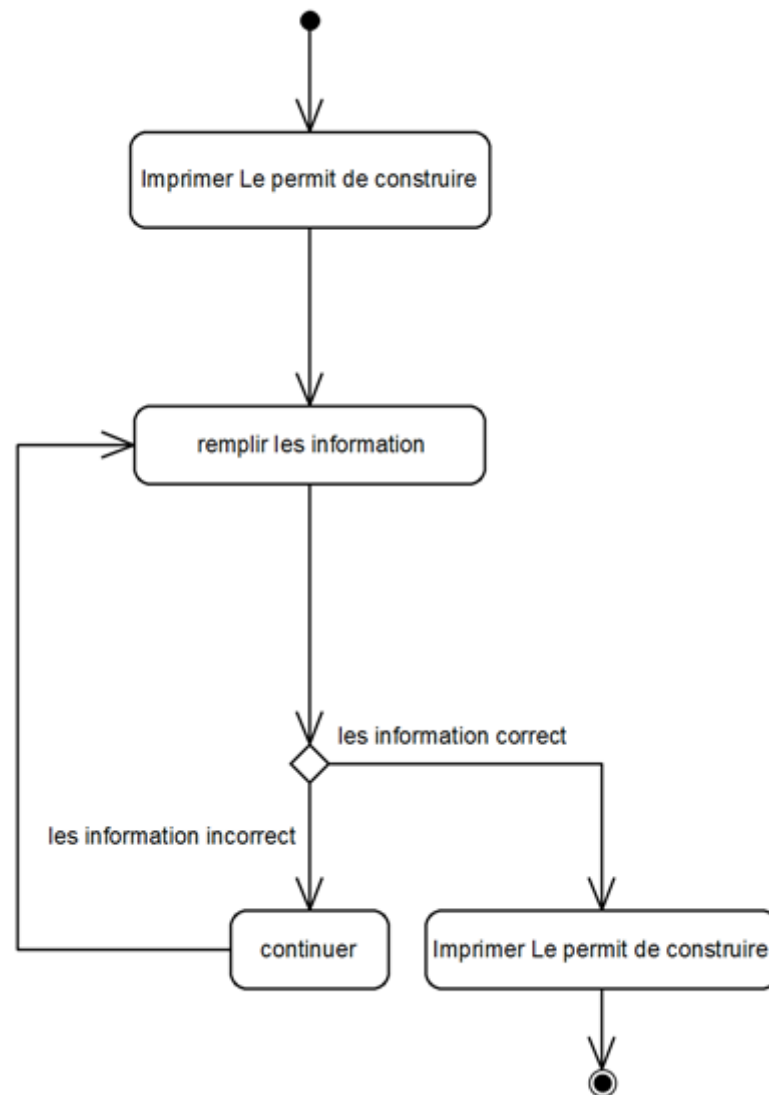 Imprimer Le permit de construire
remplir les information
les information correct
les information incorrect
continuer
Imprimer Le permit de construire